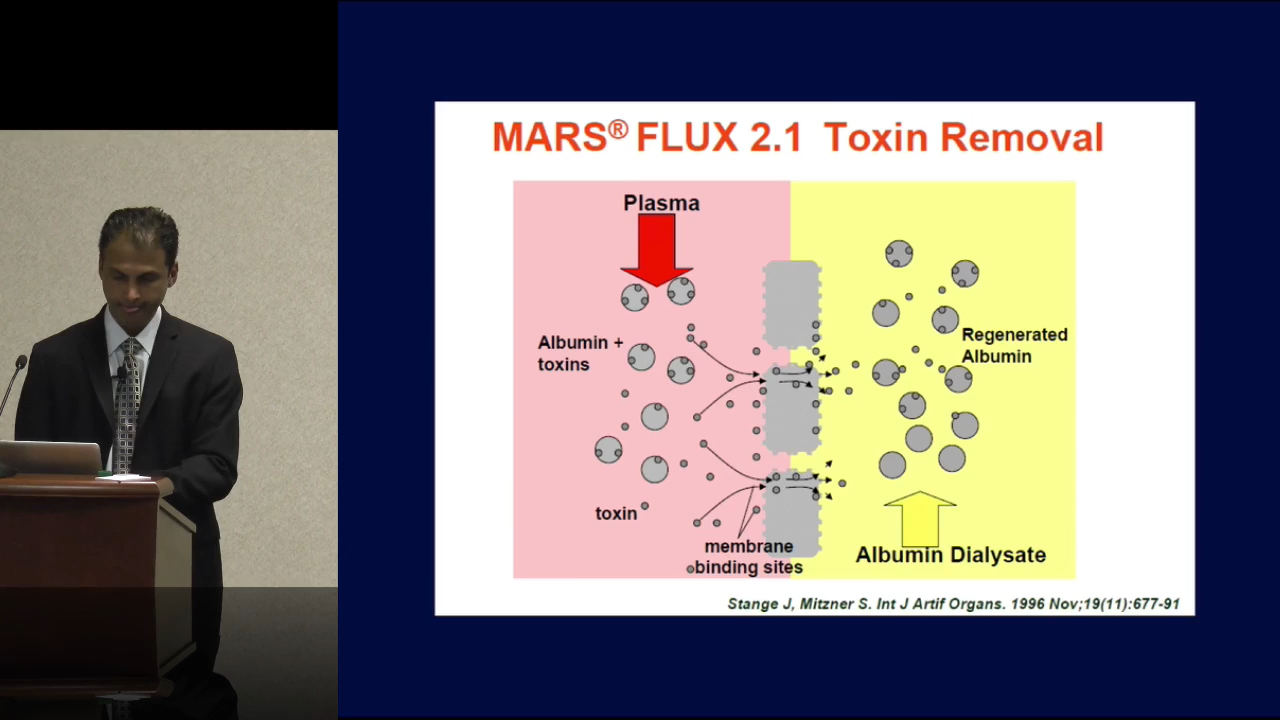 MARS® FLUX 2.1 Toxin Removal
Plasma
Albumin +
toxins
Regenerated
Albumin
toxin
membrane
binding sites
Albumin Dialysate
Stange J, Mitzner S. Int J Artif Organs. 1996 Nov;19(11):677-91